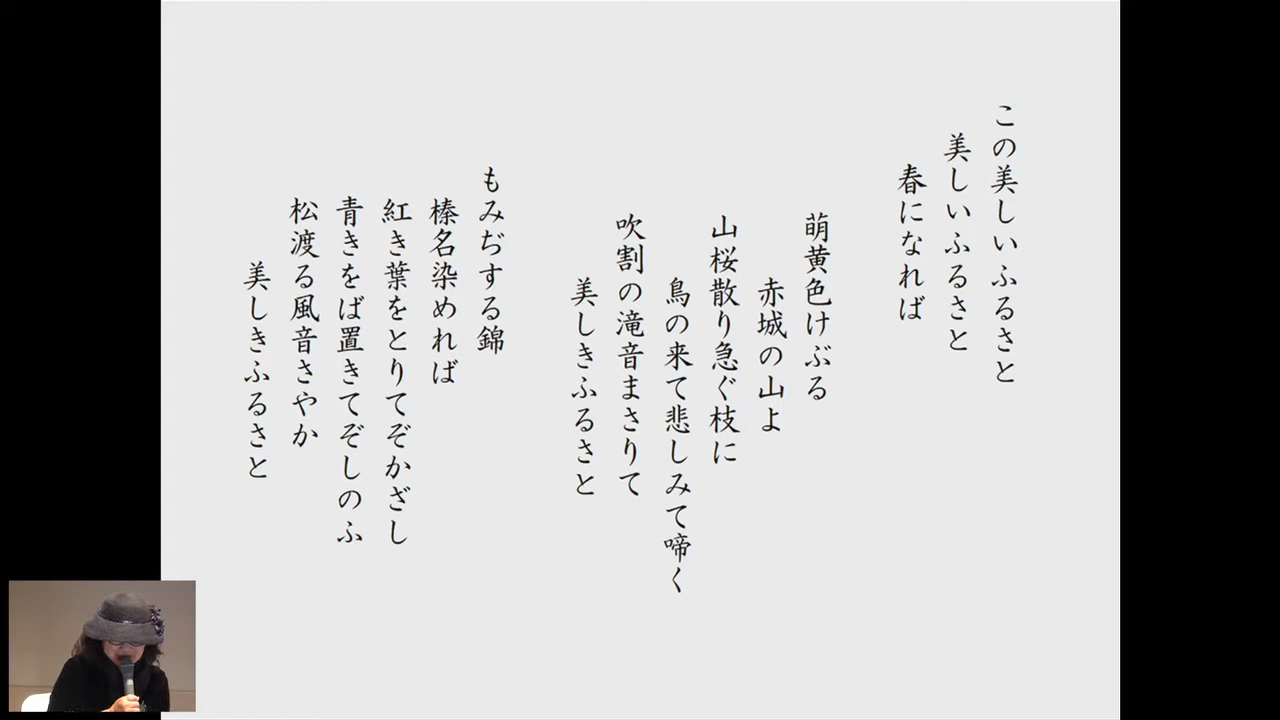 この美しいふるさと
美しいふるさと
春になれば
萌黄色けぶる
赤城の山よ
山桜散り急ぐ枝に
鳥の来て悲しみて啼く
吹割の滝音まさりて
美しきふるさと
もみぢする錦
榛名染めれば
紅き葉をとりてぞかざし
青きをば置きてぞしのふ
松渡る風音さやか
美しきふるさと